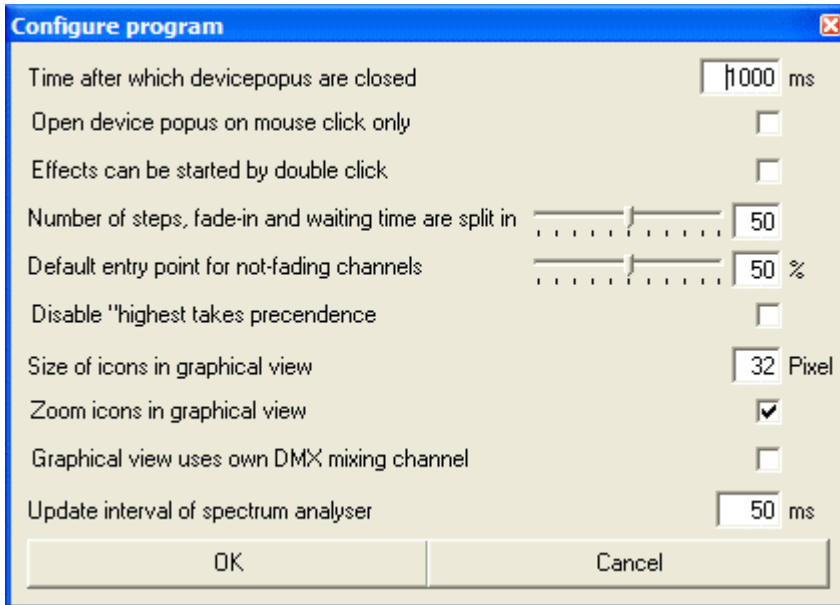 Configure program
Time after which devicepopus are closed 1000 ms
Open device popus on mouse click only
Effects can be started by double click
Number of steps, fade-in and waiting time are split in 50
Default entry point for not-fading channels 50 %
Disable "highest takes precendence
Size of icons in graphical view 32 Pixel
Zoom icons in graphical view
Graphical view uses own DMX mixing channel
Update interval of spectrum analyser 50 ms
OK Cancel